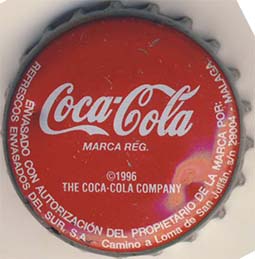 Coca-Cola
MARCA RÉG.
©1996
THE COCA-COLA COMPANY
ENVASADO CON AUTORIZACIÓN DEL PROPIETARIO DE LA MARCA POR:
REFRESCOS ENVASADOS DEL SUR, S.A. - Camino a Loma de San Julián, s/n 29004 - MALAGA